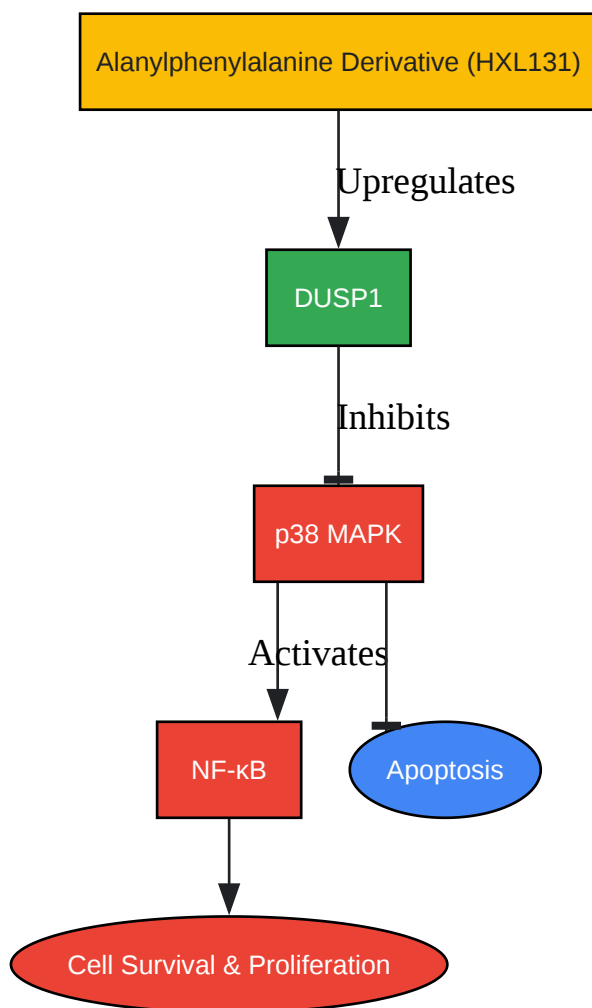 Alanylphenylalanine Derivative (HXL131)
Upregulates
DUSP1
Inhibits
p38 MAPK
Activates
NF-κB
Apoptosis
Cell Survival & Proliferation